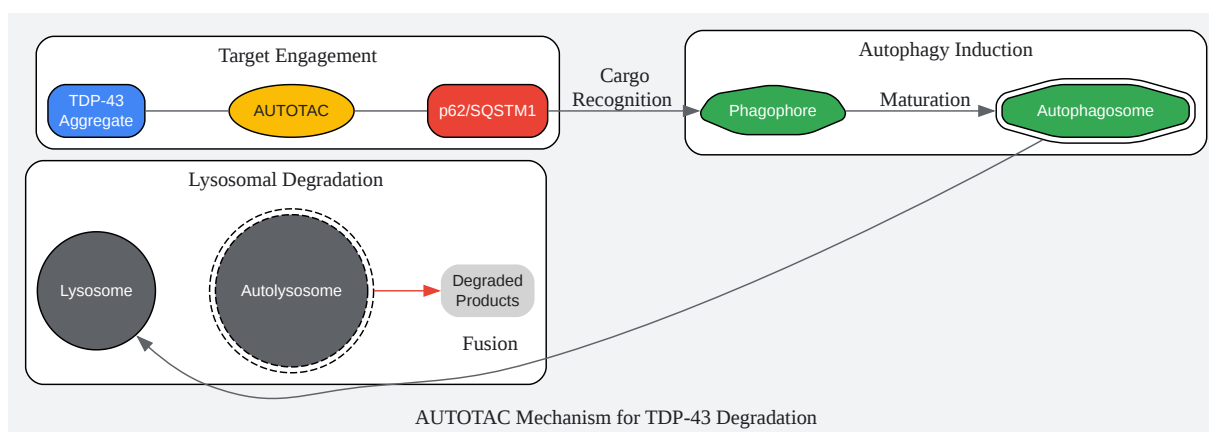 Target Engagement
TDP-43
Aggregate
AUTOTAC
p62/SQSTM1
Cargo
Recognition
Autophagy Induction
Phagophore
Maturation
Autophagosome
Lysosomal Degradation
Lysosome
Autolysosome
Degraded
Products
Fusion
AUTOTAC Mechanism for TDP-43 Degradation